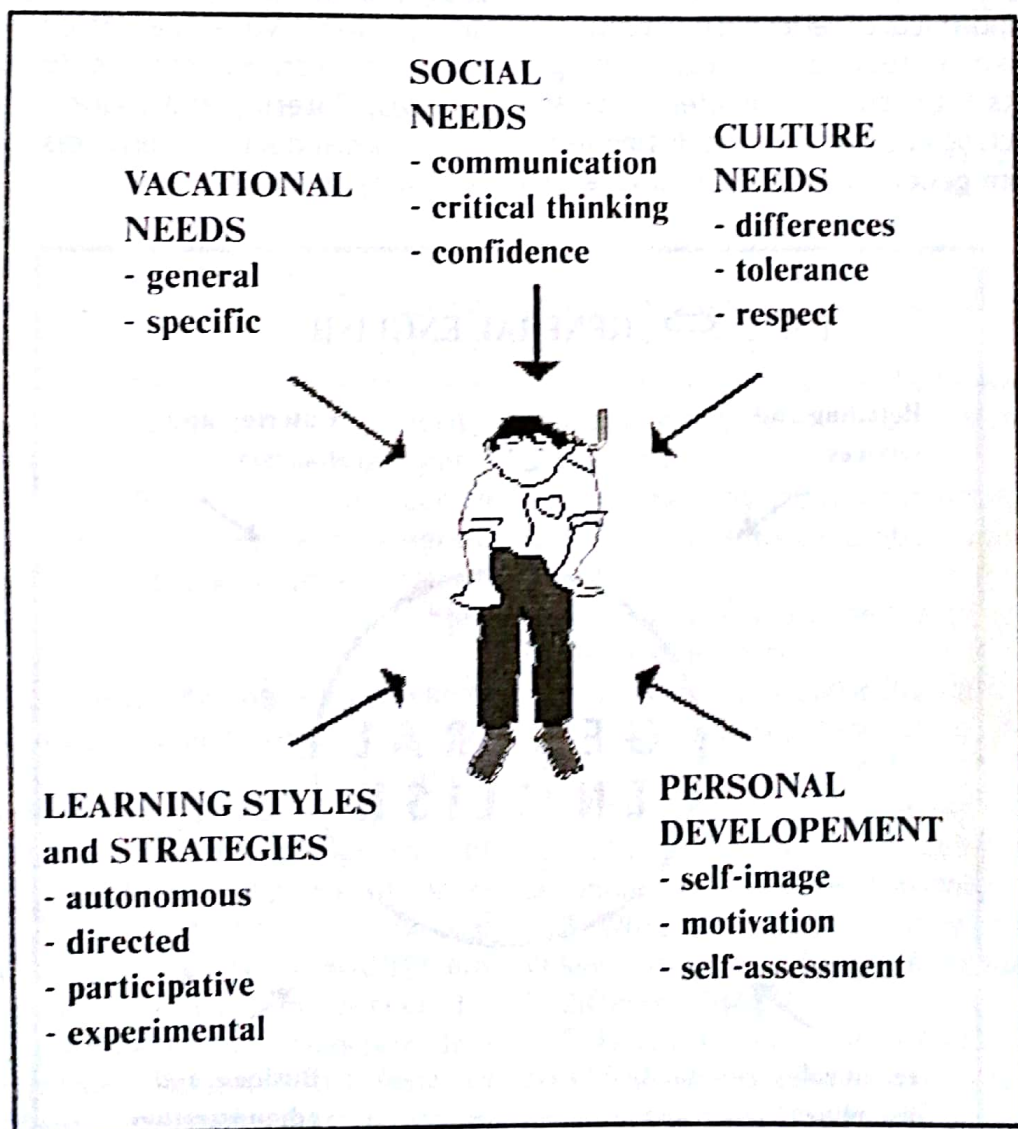 SOCIAL
NEEDS
- communication
- critical thinking
- confidence
CULTURE
NEEDS
- differences
- tolerance
- respect
VACATIONAL
NEEDS
- general
- specific
LEARNING STYLES
and STRATEGIES
- autonomous
- directed
- participative
- experimental
PERSONAL
DEVELOPEMENT
- self-image
- motivation
- self-assessment